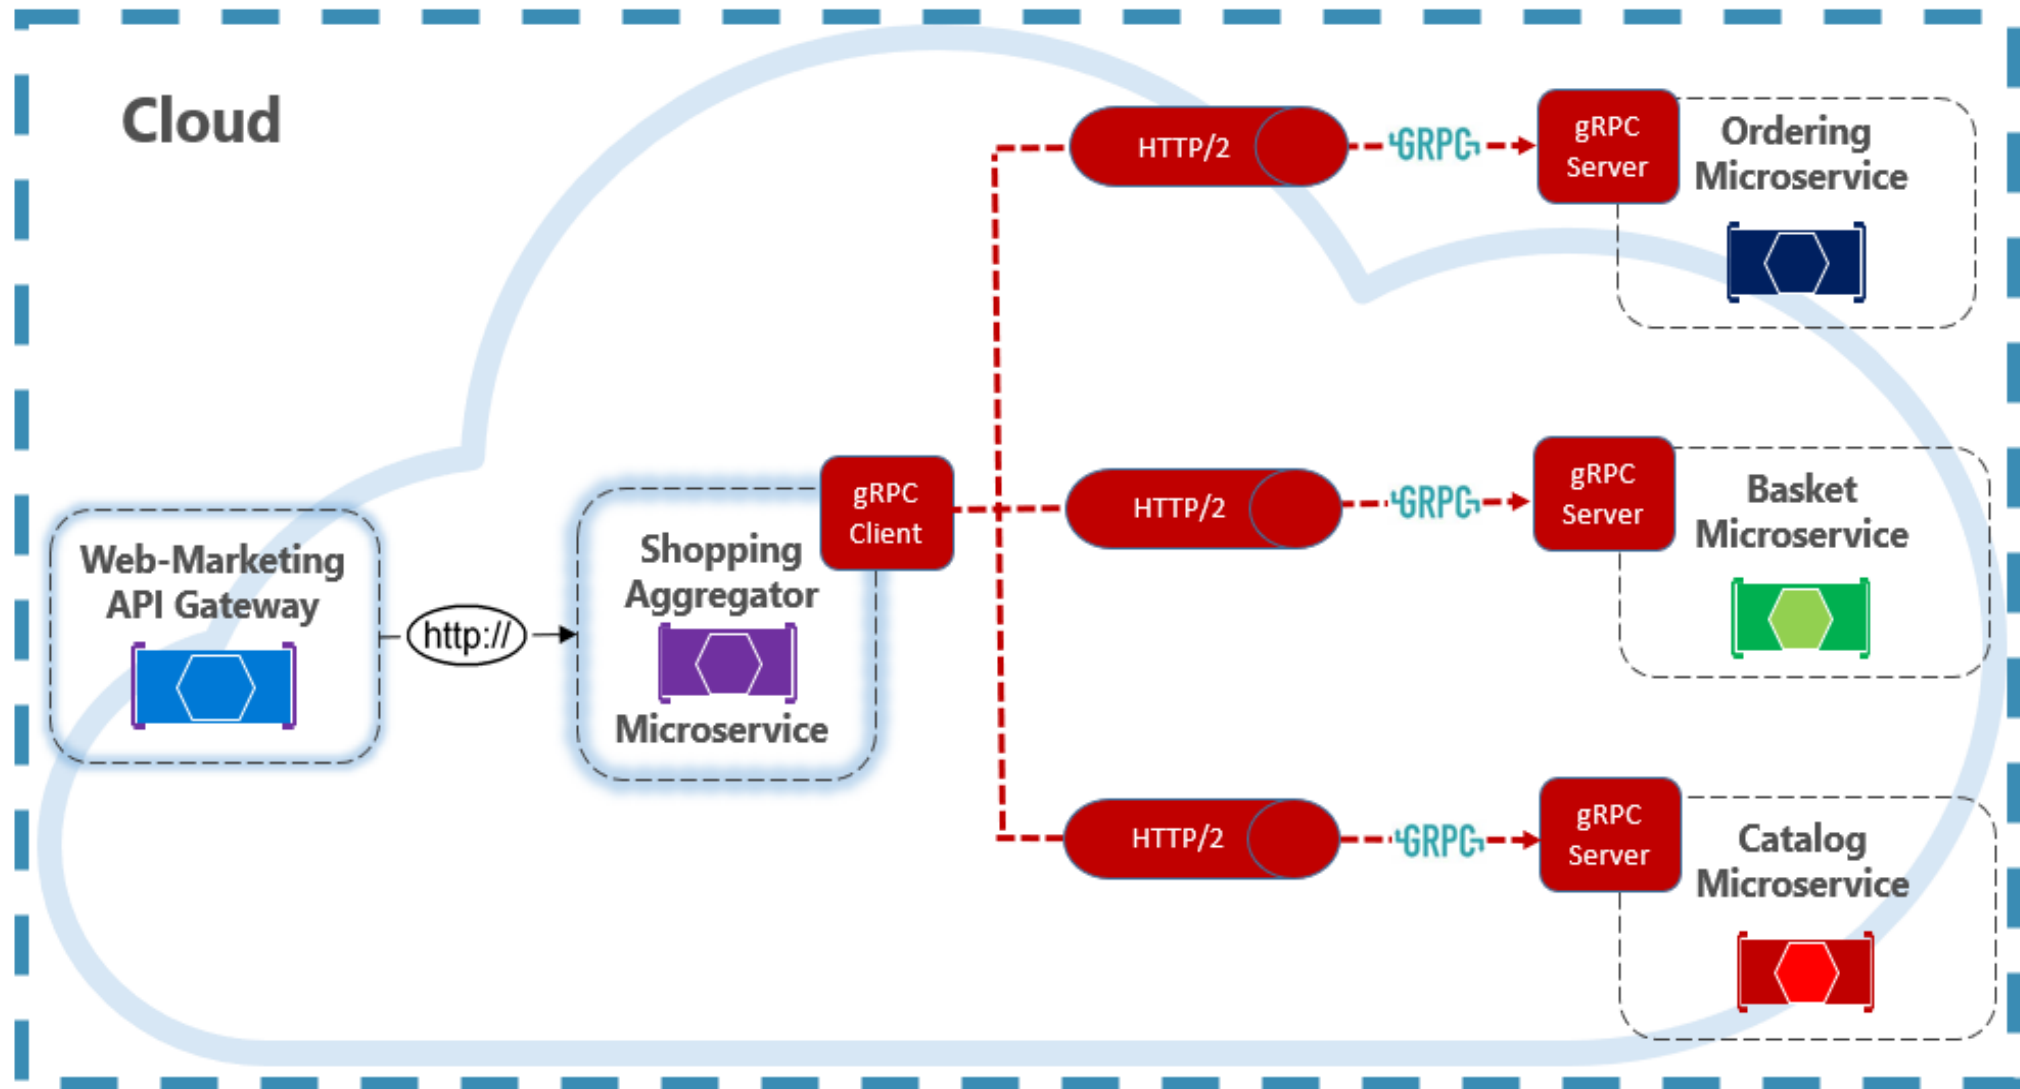 Cloud
HTTP/2
GRPC
gRPC
Server
Ordering
Microservice
Web-Marketing
API Gateway
http://
Shopping
Aggregator
Microservice
gRPC
Client
HTTP/2
GRPC
gRPC
Server
Basket
Microservice
HTTP/2
GRPC
gRPC
Server
Catalog
Microservice